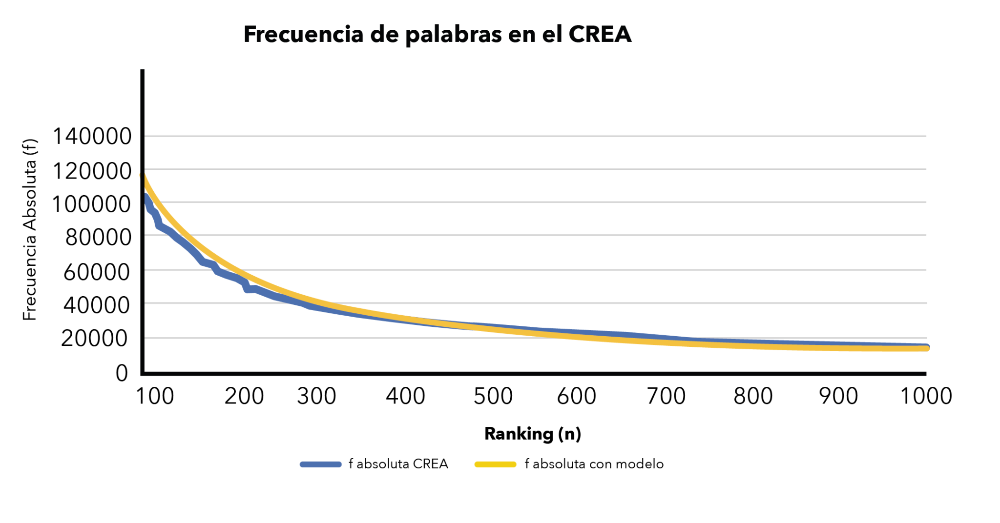 Frecuencia de palabras en el CREA
Frecuencia Absoluta (f)
140000
120000
100000
80000
60000
40000
20000
0
100 200 300 400 500 600 700 800 900 1000
Ranking (n)
f absoluta CREA f absoluta con modelo